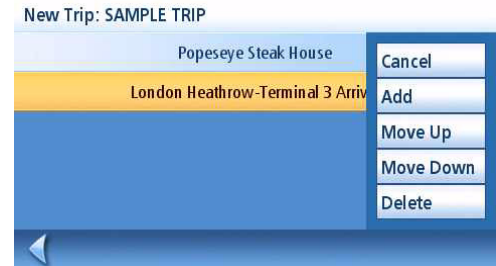 New Trip: SAMPLE TRIP
Popeseye Steak House
London Heathrow-Terminal 3 Arriv
Cancel
Add
Move Up
Move Down
Delete